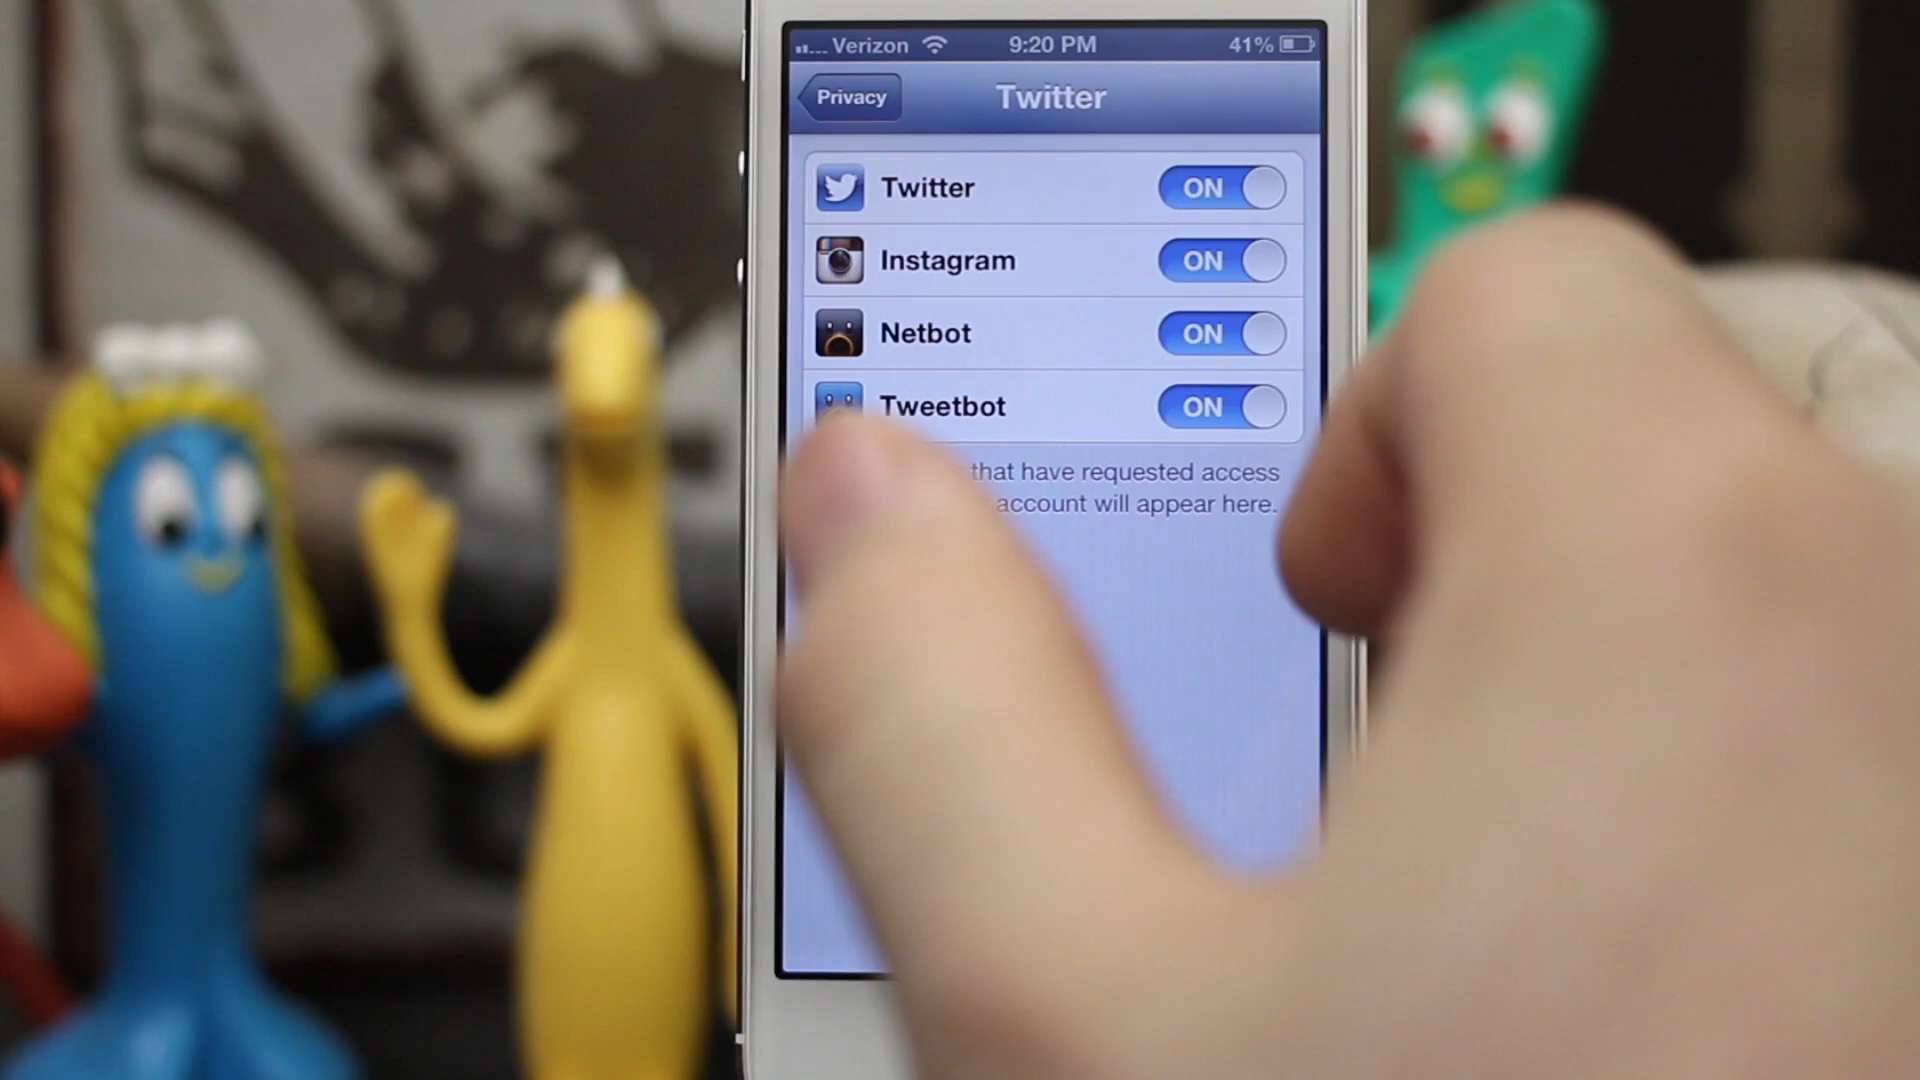 Verizon 9:20 PM 41%
Privacy Twitter
Twitter ON
Instagram ON
Netbot ON
Tweetbot ON
that have requested access
account will appear here.